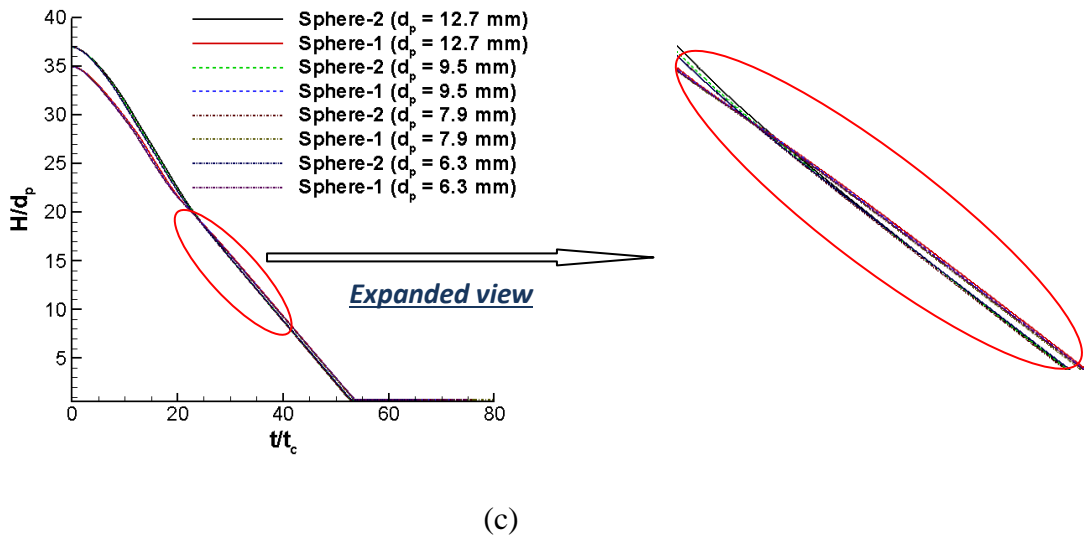 40
35
30
25
20
15
10
5
H/dp
0
20
40
60
80
t/tc
Sphere-2 (dp = 12.7 mm)
Sphere-1 (dp = 12.7 mm)
Sphere-2 (dp = 9.5 mm)
Sphere-1 (dp = 9.5 mm)
Sphere-2 (dp = 7.9 mm)
Sphere-1 (dp = 7.9 mm)
Sphere-2 (dp = 6.3 mm)
Sphere-1 (dp = 6.3 mm)
Expanded view
(c)